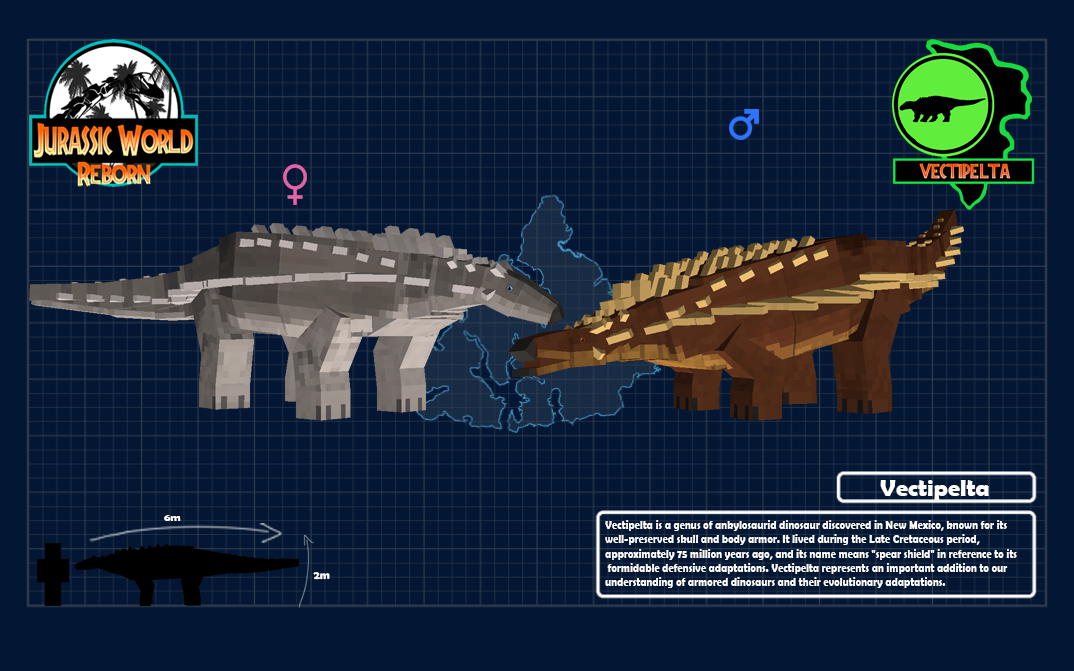 JURASSIC WORLD
REBORN
VECTIPELTA
Vectipelta
Vectipelta is a genus of ankylosaurid dinosaur discovered in New Mexico, known for its
well-preserved skull and body armor. It lived during the Late Cretaceous period,
approximately 75 million years ago, and its name means "spear shield" in reference to its
formidable defensive adaptations. Vectipelta represents an important addition to our
understanding of armored dinosaurs and their evolutionary adaptations.
6m
2m